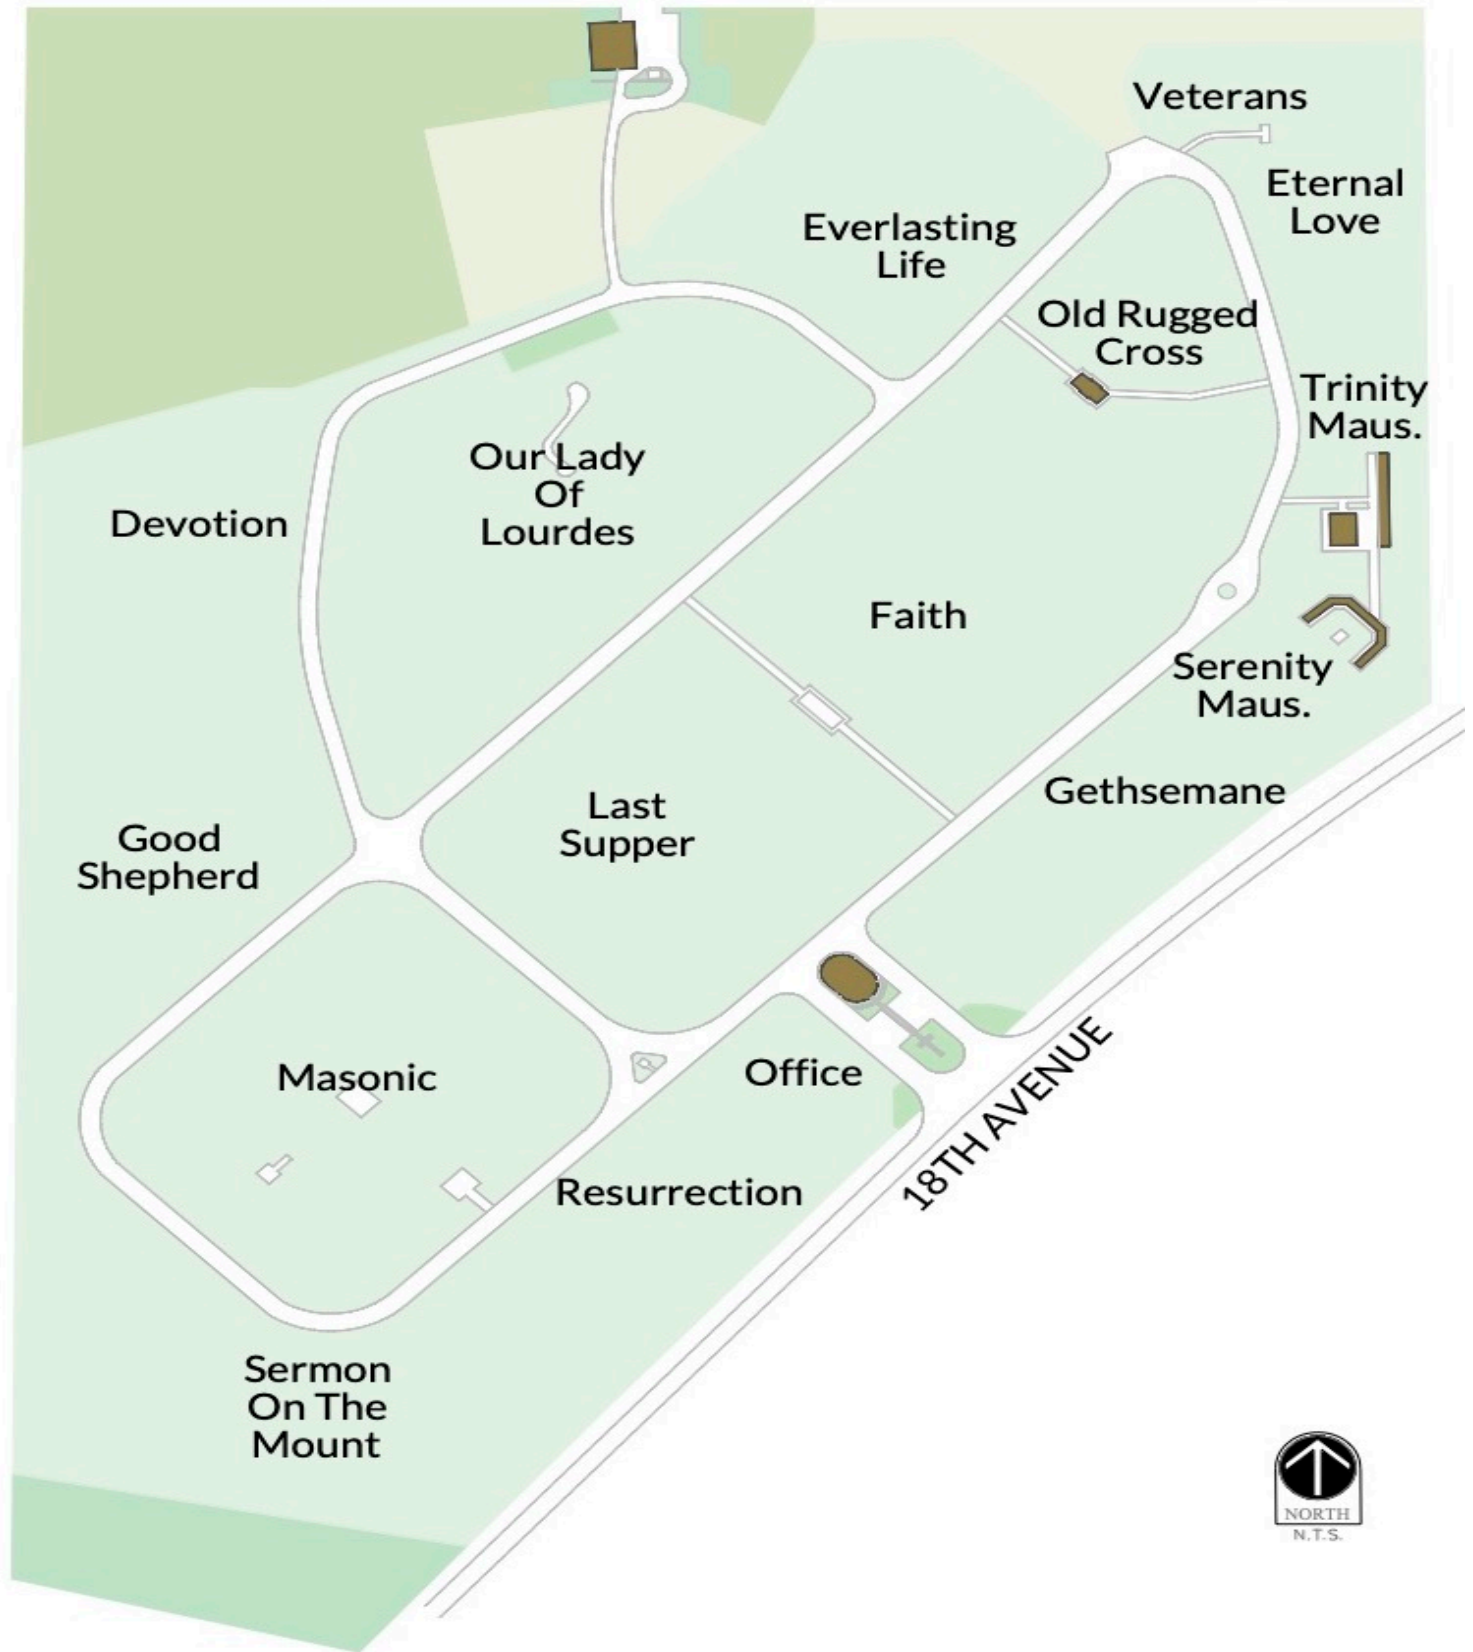 Veterans
Eternal
Love
Everlasting
Life
Old Rugged
Cross
Trinity
Maus.
Our Lady
Of
Lourdes
Devotion
Faith
Serenity
Maus.
Gethsemane
Last
Supper
Good
Shepherd
Masonic
Office
18TH AVENUE
Resurrection
Sermon
On The
Mount
NORTH
N.T.S.